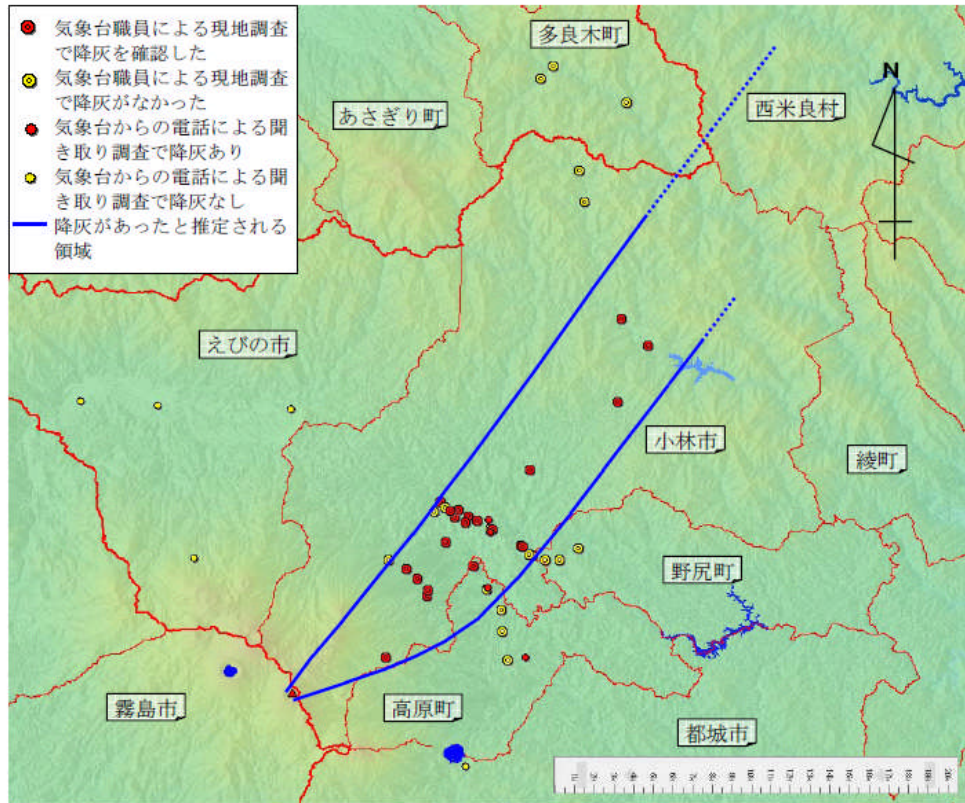 気象台職員による現地調査
で降灰を確認した
気象台職員による現地調査
で降灰がなかった
気象台からの電話による聞
き取り調査で降灰あり
気象台からの電話による聞
き取り調査で降灰なし
降灰があったと推定される
領域
多良木町
あさぎり町
西米良村
N
えびの市
小林市
綾町
野尻町
霧島市
高原町
都城市